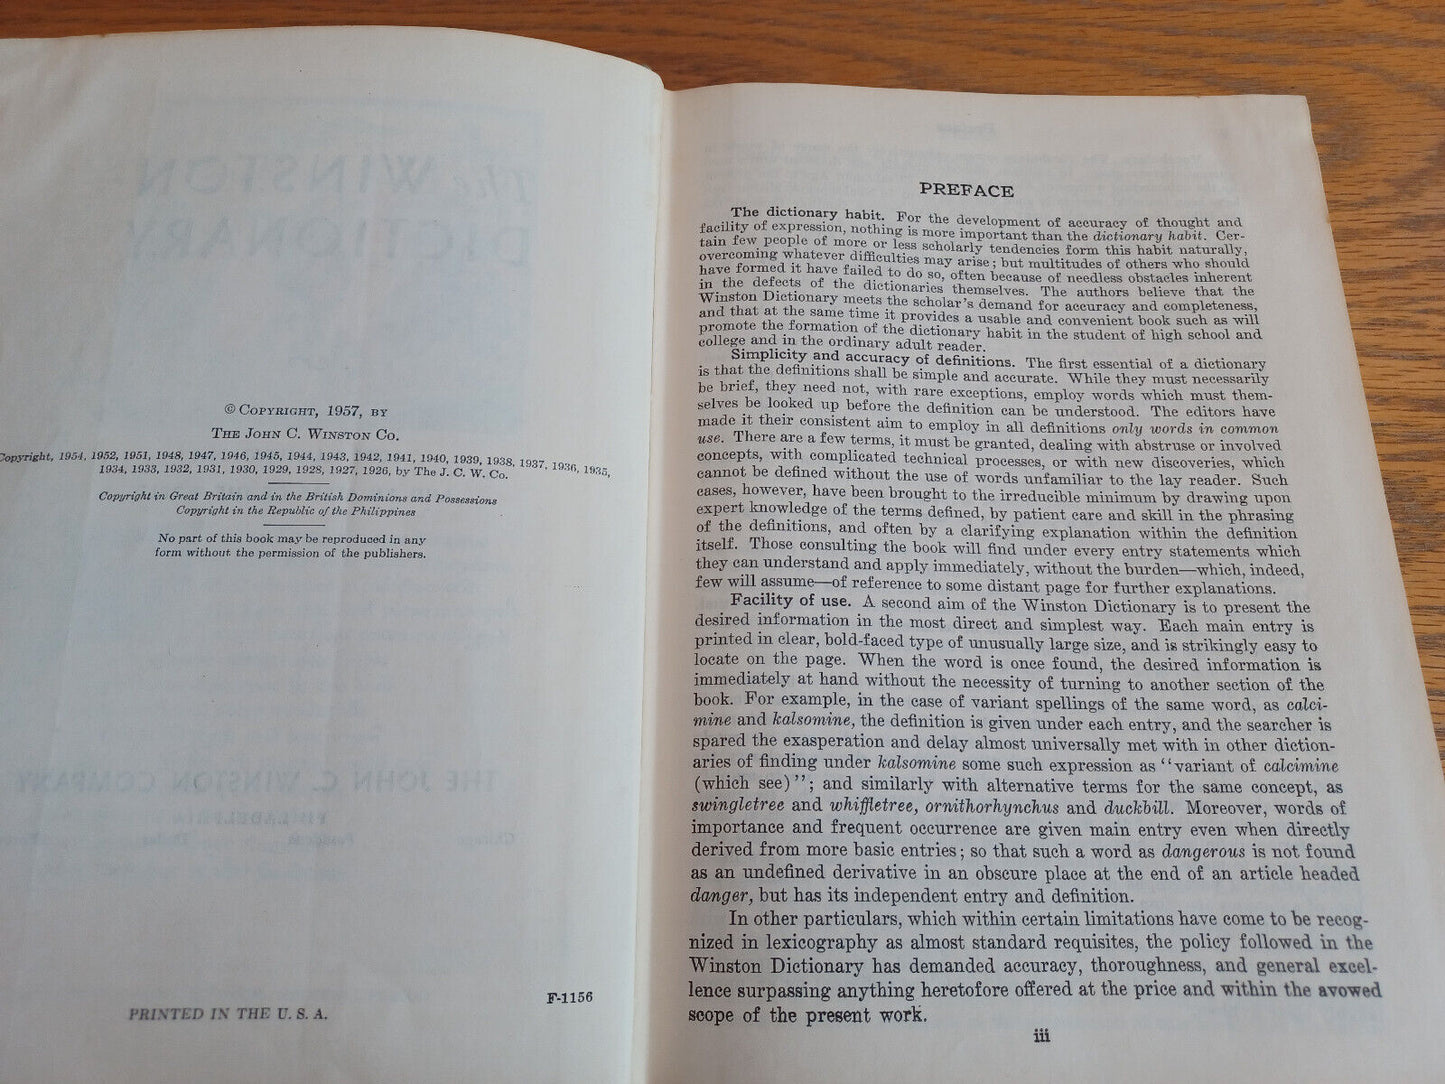 © Copyright, 1957, by
The John C. Winston Co.
Copyright, 1954, 1952, 1951, 1948, 1947, 1946, 1945, 1944, 1943, 1942, 1941, 1940, 1939, 1938, 1937, 1936, 1935,
1934, 1933, 1932, 1931, 1930, 1929, 1928, 1927, 1926, by The J. C. W. Co.
Copyright in Great Britain and in the British Dominions and Possessions
Copyright in the Republic of the Philippines
No part of this book may be reproduced in any
form without the permission of the publishers.
F-1156
PRINTED IN THE U. S. A.
PREFACE
The dictionary habit. For the development of accuracy of thought and
facility of expression, nothing is more important than the dictionary habit. Cer-
tain few people of more or less scholarly tendencies form this habit naturally,
overcoming whatever difficulties may arise; but multitudes of others who should
have formed it have failed to do so, often because of needless obstacles inherent
in the defects of the dictionaries themselves. The authors believe that the
Winston Dictionary meets the scholar's demand for accuracy and completeness,
and that at the same time it provides a usable and convenient book such as will
promote the formation of the dictionary habit in the student of high school and
college and in the ordinary adult reader.
Simplicity and accuracy of definitions. The first essential of a dictionary
is that the definitions shall be simple and accurate. While they must necessarily
be brief, they need not, with rare exceptions, employ words which must them-
selves be looked up before the definition can be understood. The editors have
made it their consistent aim to employ in all definitions only words in common
use. There are a few terms, it must be granted, dealing with abstruse or involved
concepts, with complicated technical processes, or with new discoveries, which
cannot be defined without the use of words unfamiliar to the lay reader. Such
cases, however, have been brought to the irreducible minimum by drawing upon
expert knowledge of the terms defined, by patient care and skill in the phrasing
of the definitions, and often by a clarifying explanation within the definition
itself. Those consulting the book will find under every entry statements which
they can understand and apply immediately, without the burden—which, indeed,
few will assume—of reference to some distant page for further explanations.
Facility of use. A second aim of the Winston Dictionary is to present the
desired information in the most direct and simplest way. Each main entry is
printed in clear, bold-faced type of unusually large size, and is strikingly easy to
locate on the page. When the word is once found, the desired information is
immediately at hand without the necessity of turning to another section of the
book. For example, in the case of variant spellings of the same word, as calci-
mine and kalsomine, the definition is given under each entry, and the searcher is
spared the exasperation and delay almost universally met with in other diction-
aries of finding under kalsomine some such expression as "variant of calcimine
(which see)"; and similarly with alternative terms for the same concept, as
swingletree and whiffletree, ornithorhynchus and duckbill. Moreover, words of
importance and frequent occurrence are given main entry even when directly
derived from more basic entries; so that such a word as dangerous is not found
as an undefined derivative in an obscure place at the end of an article headed
danger, but has its independent entry and definition.
In other particulars, which within certain limitations have come to be recog-
nized in lexicography as almost standard requisites, the policy followed in the
Winston Dictionary has demanded accuracy, thoroughness, and general excel-
lence surpassing anything heretofore offered at the price and within the avowed
scope of the present work.
iii